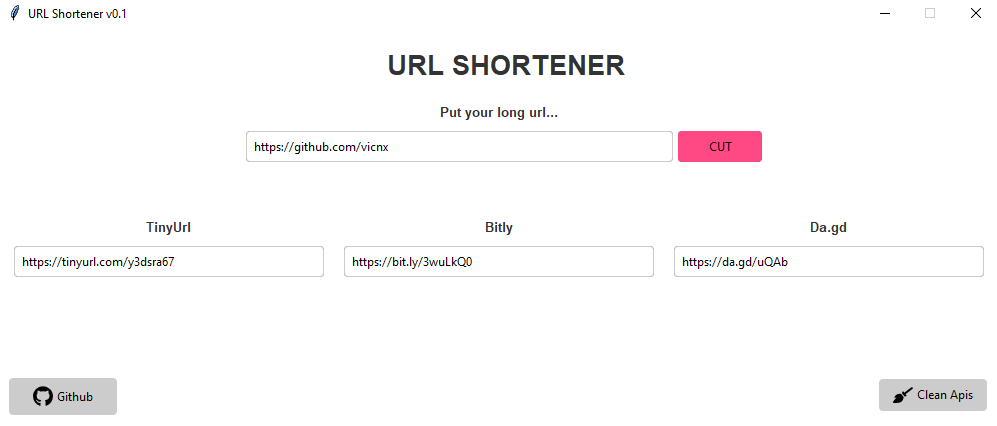 URL Shortener v0.1
URL SHORTENER
Put your long url...
https://github.com/vicnx CUT
TinyUrl Bitly Da.gd
https://tinyurl.com/y3dsra67 https://bit.ly/3wuLkQ0 https://da.gd/uQAb
Github Clean Apis